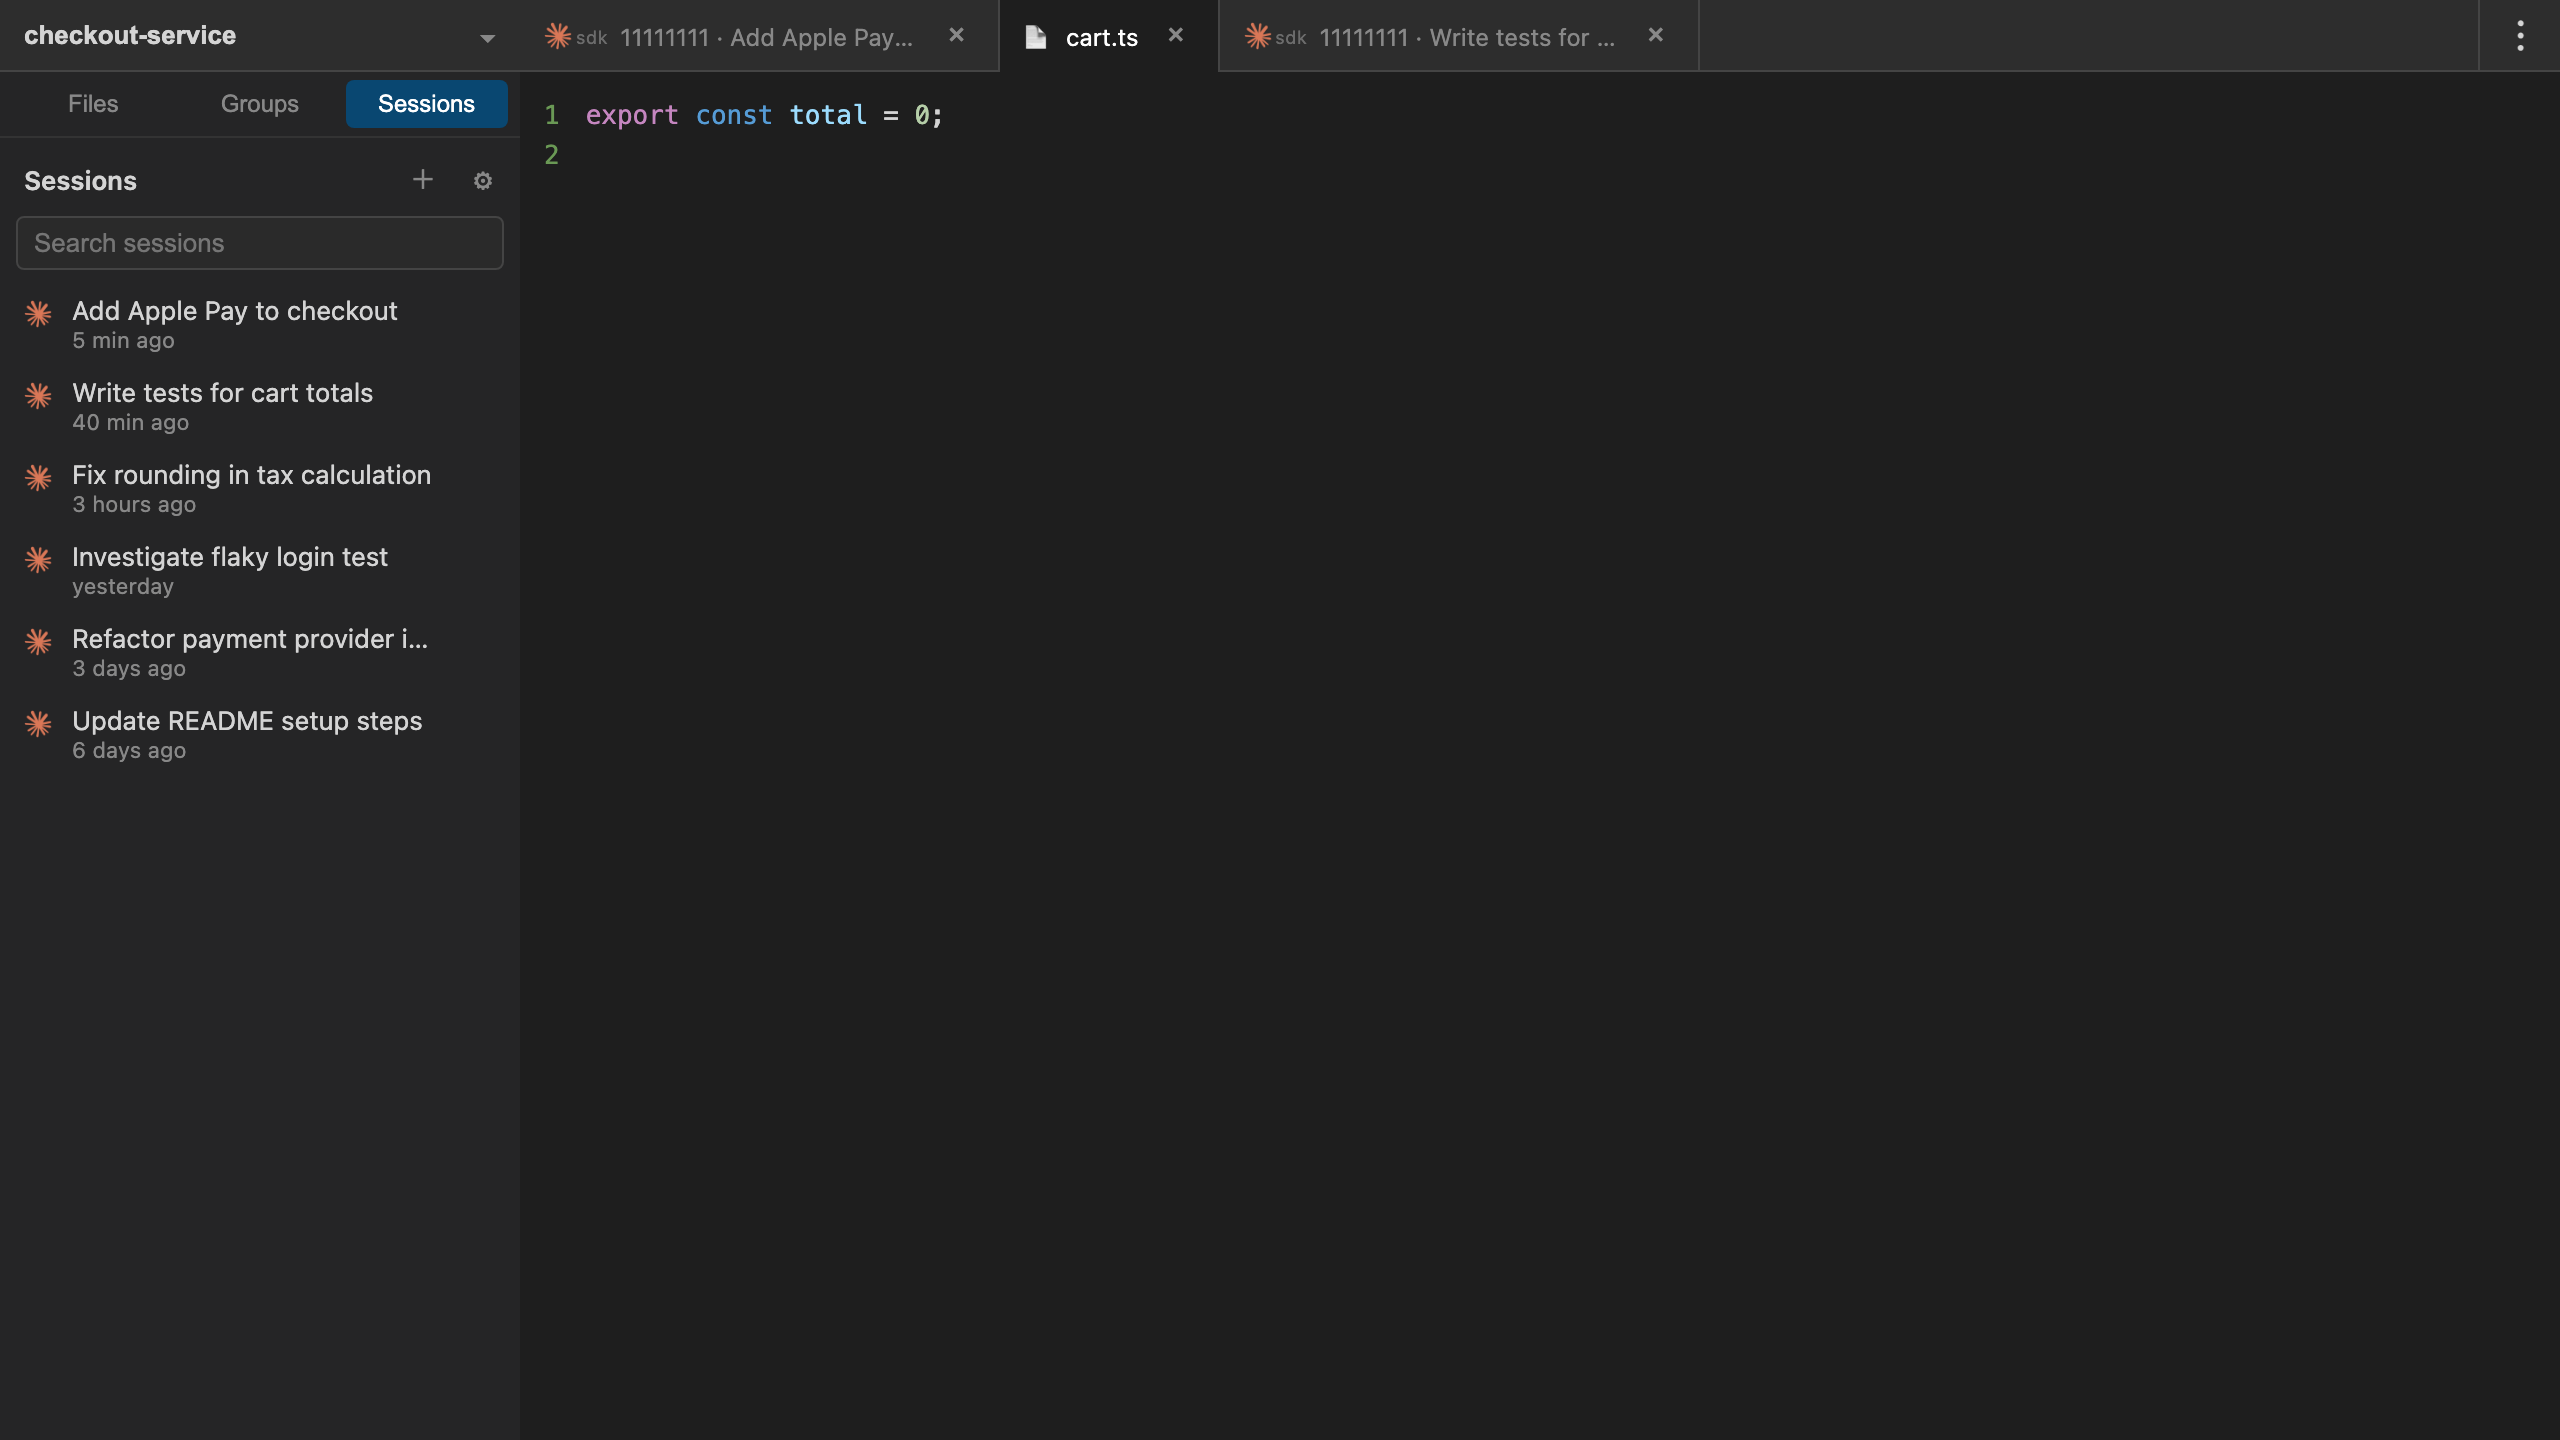 checkout-service
sdk 11111111 · Add Apple Pay...
cart.ts
sdk 11111111 · Write tests for ...
Files
Groups
Sessions
Sessions
Search sessions
Add Apple Pay to checkout
5 min ago
Write tests for cart totals
40 min ago
Fix rounding in tax calculation
3 hours ago
Investigate flaky login test
yesterday
Refactor payment provider i...
3 days ago
Update README setup steps
6 days ago
1 export const total = 0;
2